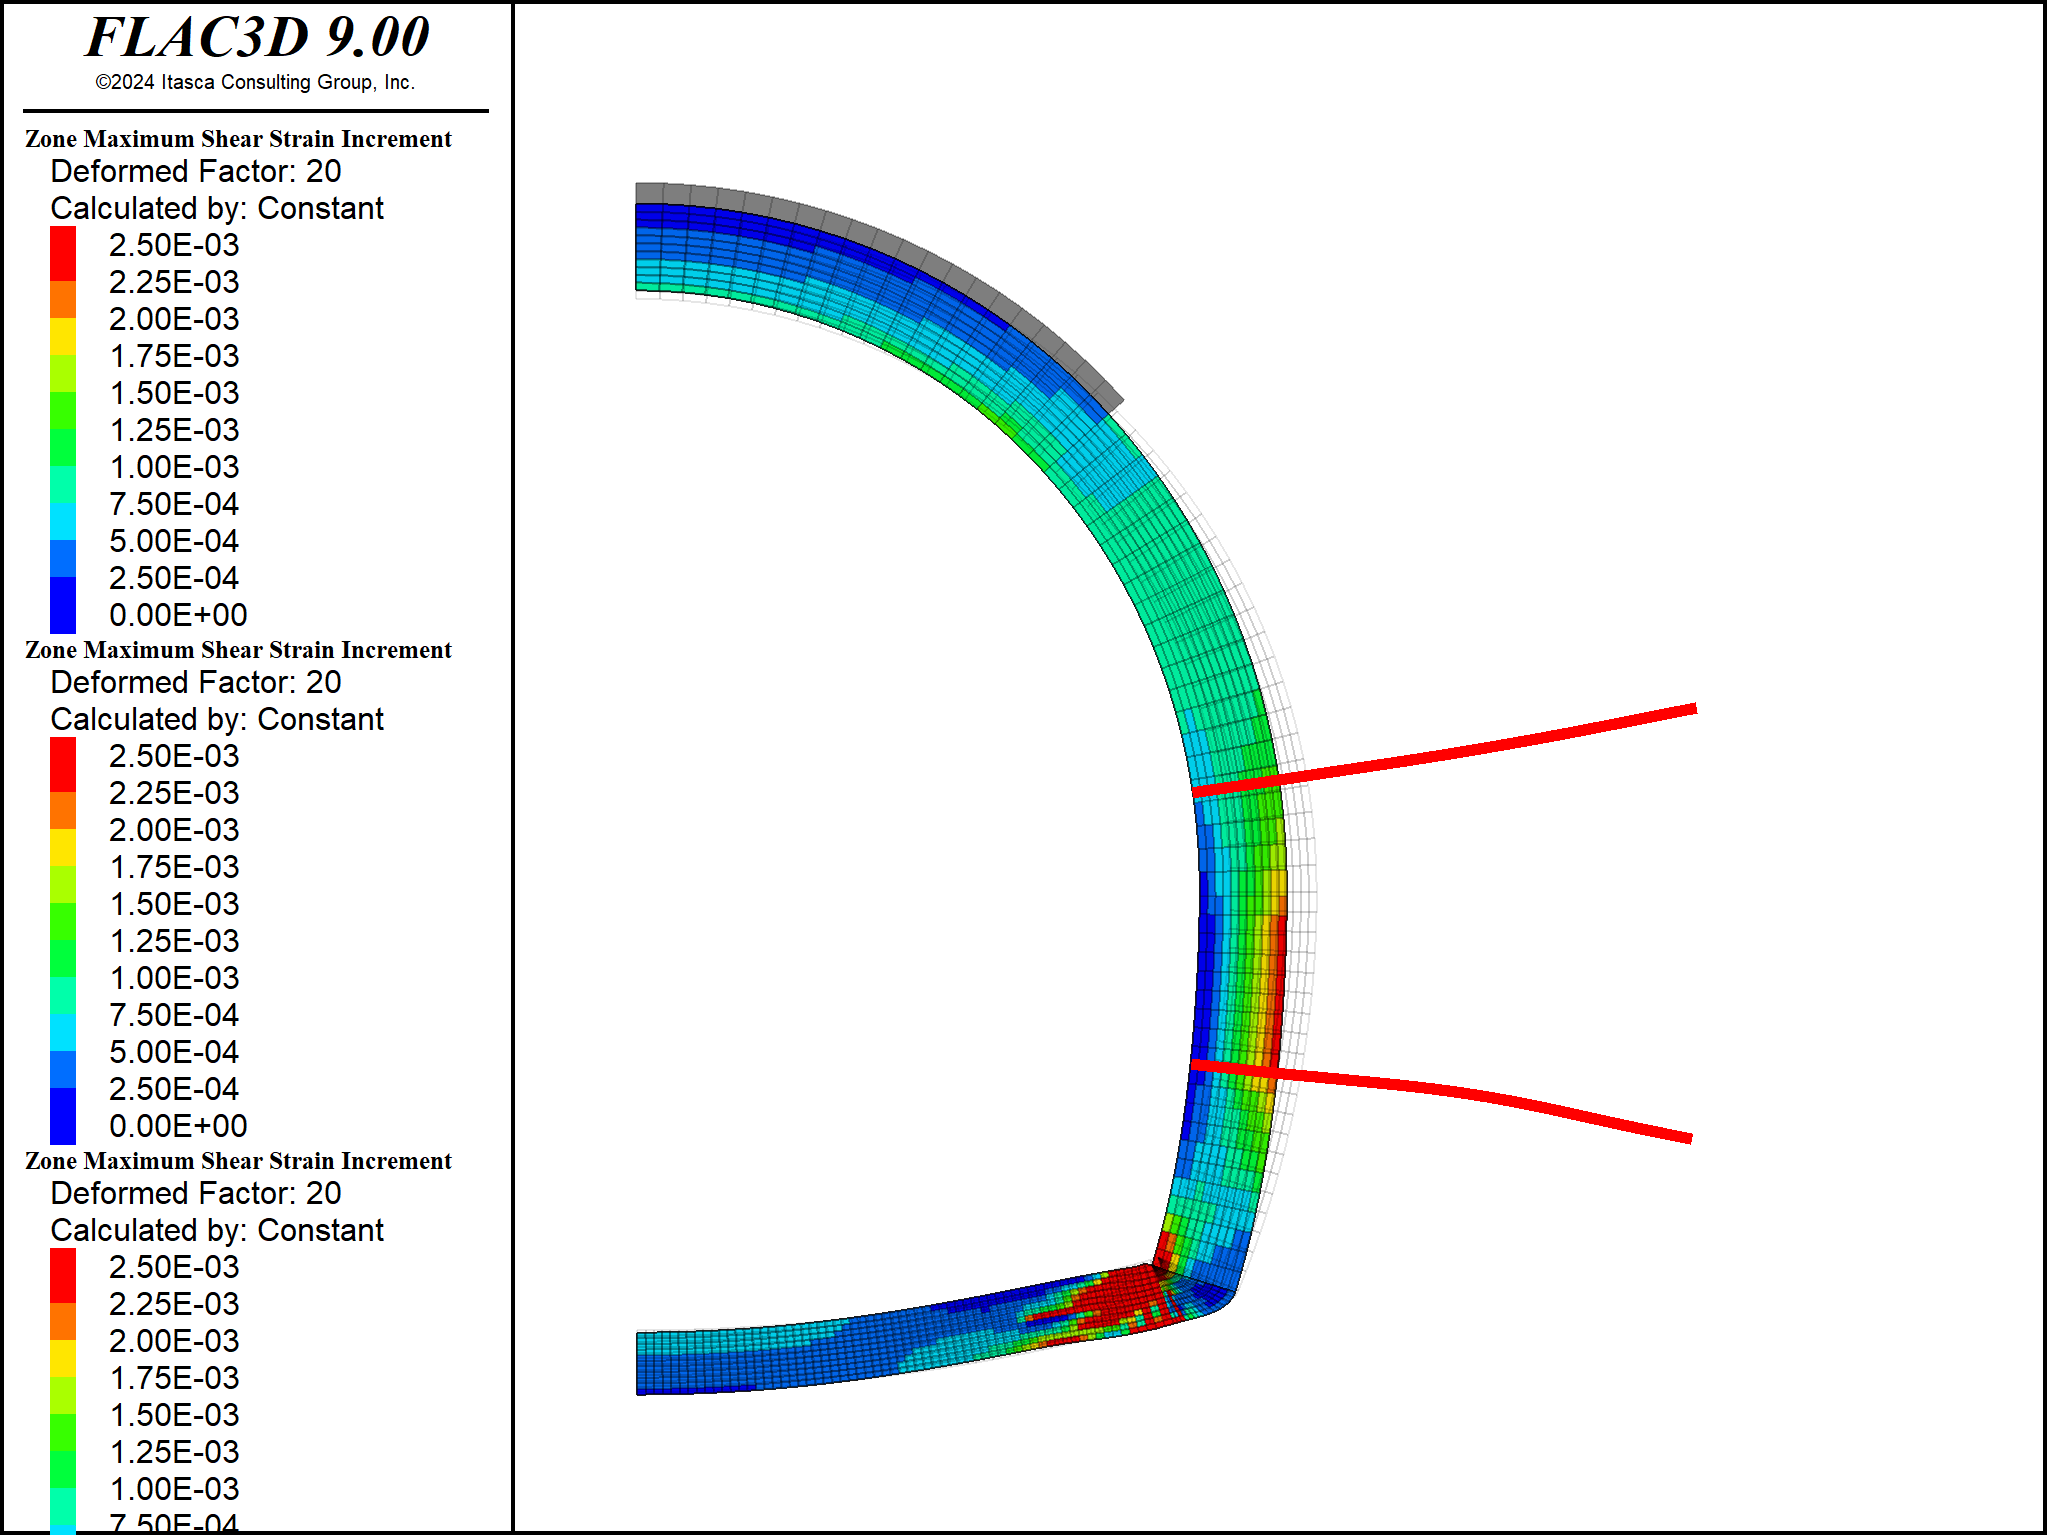 FLAC3D 9.00
©2024 Itasca Consulting Group, Inc.
Zone Maximum Shear Strain Increment
Deformed Factor: 20
Calculated by: Constant
2.50E-03
2.25E-03
2.00E-03
1.75E-03
1.50E-03
1.25E-03
1.00E-03
7.50E-04
5.00E-04
2.50E-04
0.00E+00
Zone Maximum Shear Strain Increment
Deformed Factor: 20
Calculated by: Constant
2.50E-03
2.25E-03
2.00E-03
1.75E-03
1.50E-03
1.25E-03
1.00E-03
7.50E-04
5.00E-04
2.50E-04
0.00E+00
Zone Maximum Shear Strain Increment
Deformed Factor: 20
Calculated by: Constant
2.50E-03
2.25E-03
2.00E-03
1.75E-03
1.50E-03
1.25E-03
1.00E-03
7.50E-04